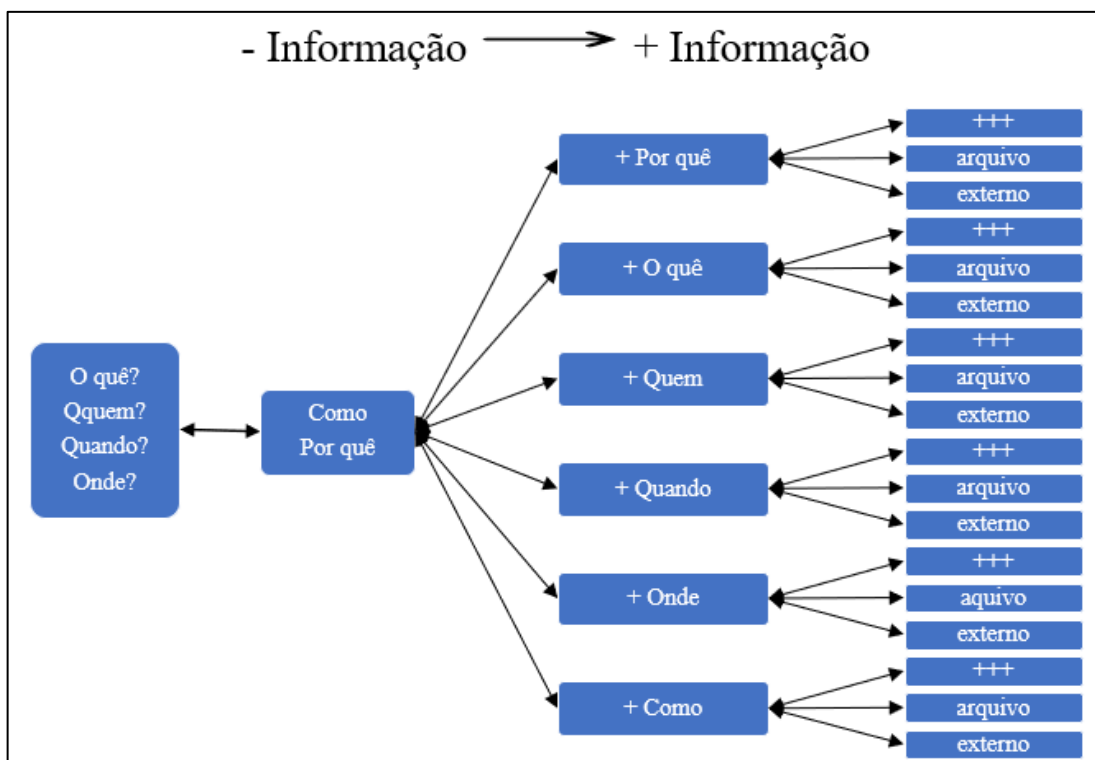 - Informação + Informação
O quê?
Qquem?
Quando?
Onde?
Como
Por quê
+ Por quê
+++
arquivo
externo
+ O quê
+++
arquivo
externo
+ Quem
+++
arquivo
externo
+ Quando
+++
arquivo
externo
+ Onde
+++
aquivo
externo
+ Como
+++
arquivo
externo